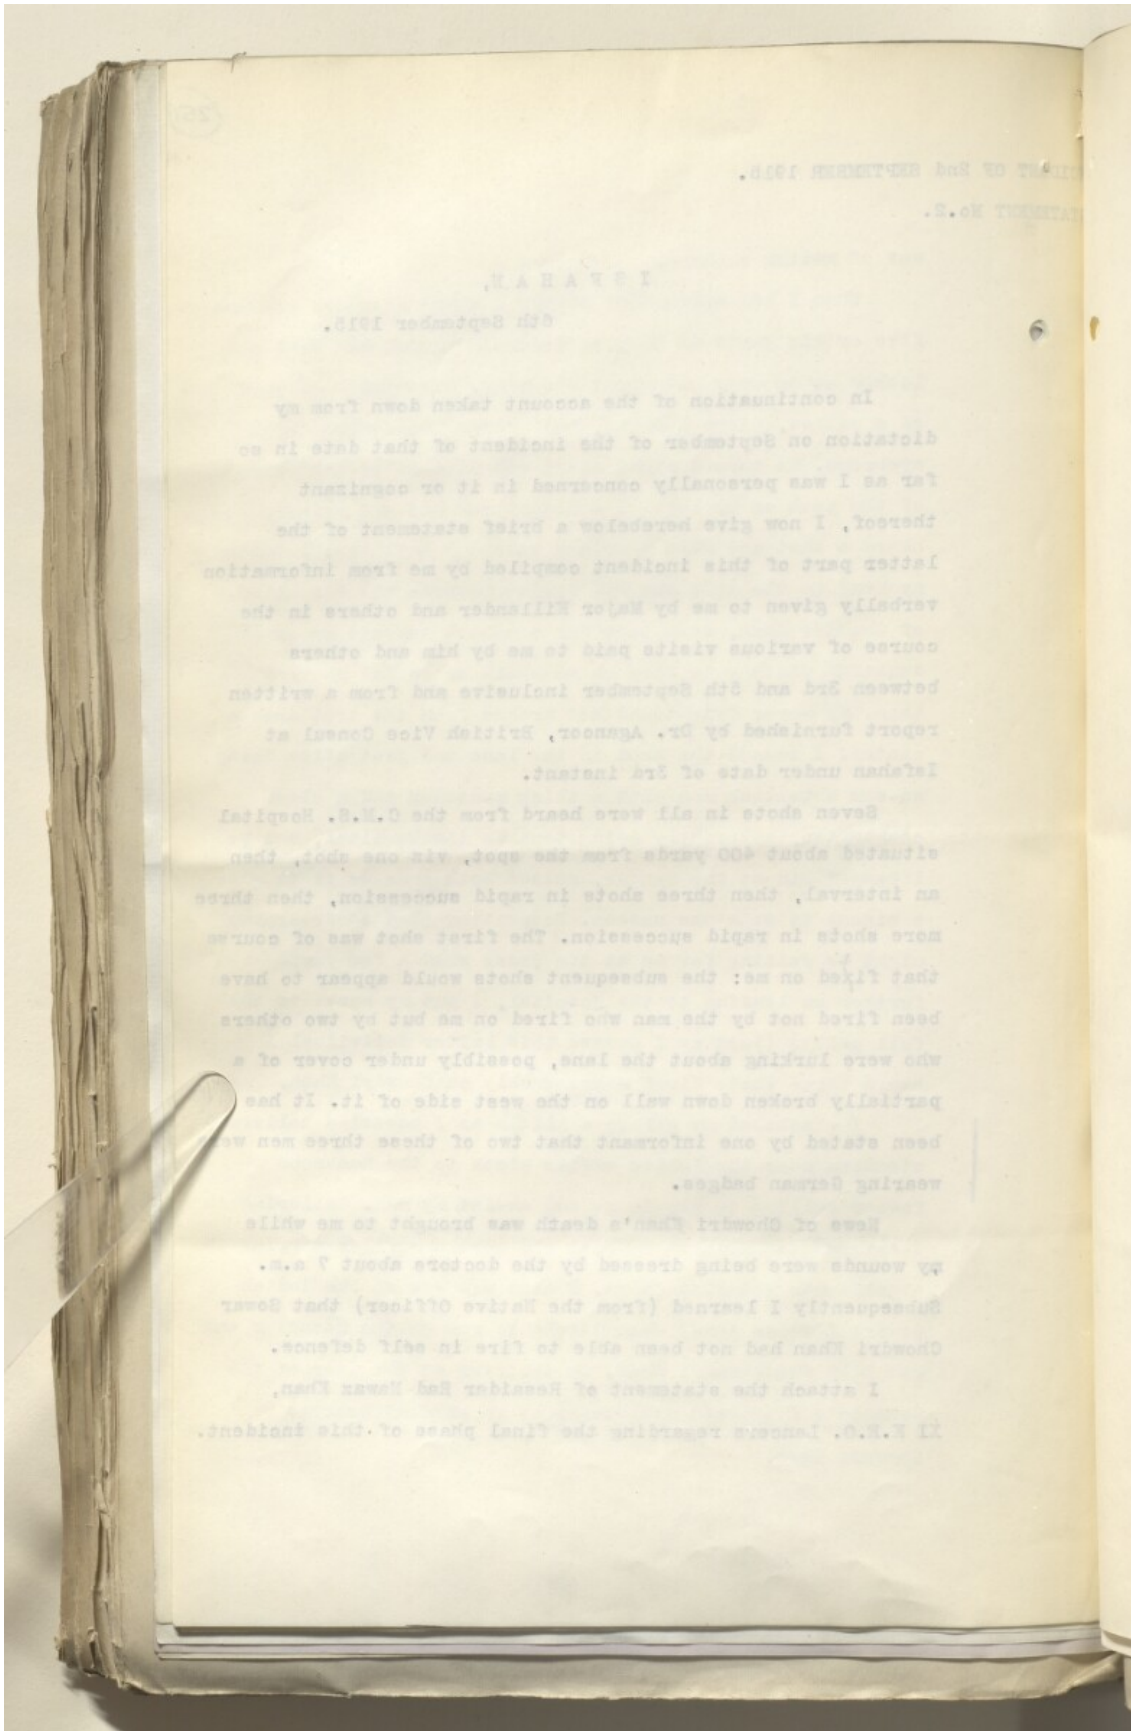 INCIDENT OF 2nd SEPTEMBER 1915.
STATEMENT No.2.
I S F A H A N,
6th September 1915.
In continuation of the account taken down from my
dictation on September of the incident of that date in so
far as I was personally concerned in it or cognizant
thereof, I now give herebelow a brief statement of the
latter part of this incident compiled by me from information
verbally given to me by Major Hillander and others in the
course of various visits paid to me by him and others
between 3rd and 5th September inclusive and from a written
report furnished by Dr. Aganoor, British Vice Consul at
Isfahan under date of 3rd instant.
Seven shots in all were heard from the C.M.S. Hospital
situated about 400 yards from the spot, viz one shot, then
an interval, then three shots in rapid succession, then three
more shots in rapid succession. The first shot was of course
that fixed on me: the subsequent shots would appear to have
been fired not by the man who fired on me but by two others
who were lurking about the lane, possibly under cover of a
partially broken down wall on the west side of it. It has
been stated by one informant that two of these three men were
wearing German badges.
News of Chowdri Khan's death was brought to me while
my wounds were being dressed by the doctors about 7 a.m.
Subsequently I learned (from the Native Officer) that Sowar
Chowdri Khan had not been able to fire in self defence.
I attach the statement of Ressider Rad Nawaz Khan,
XI K.E.O. Lancers regarding the final phase of this incident.